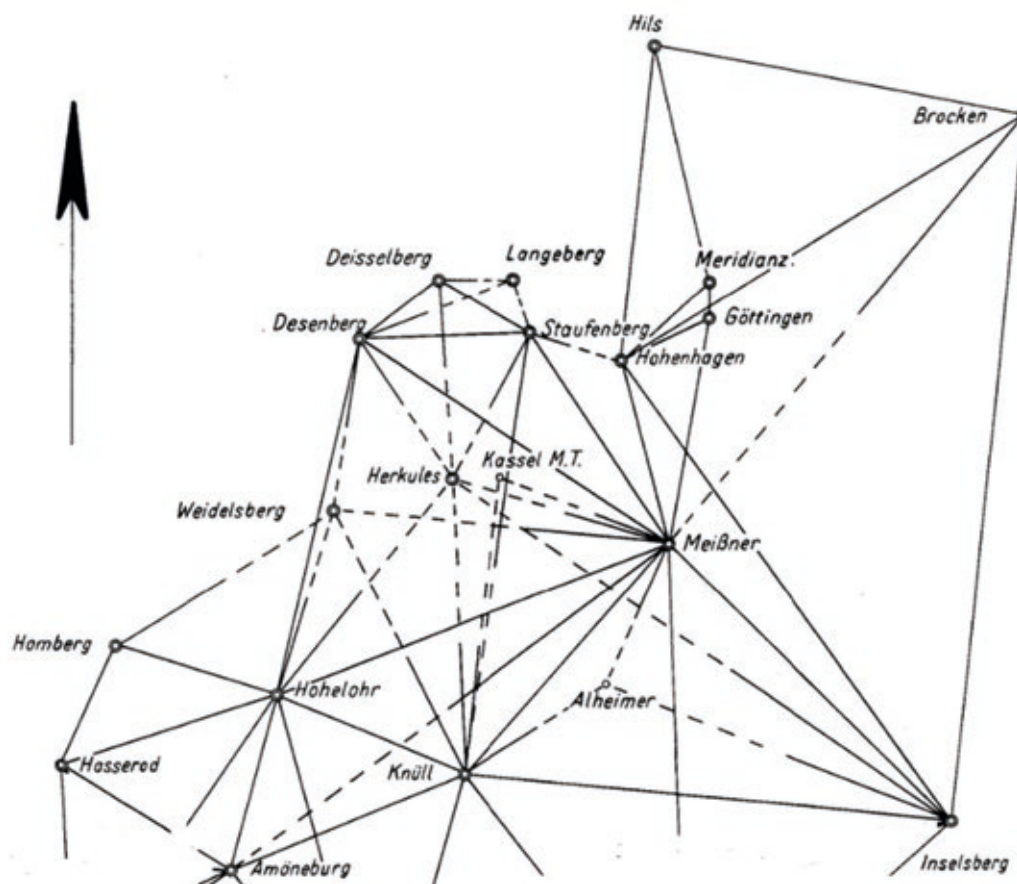 Hils
Brocken
Deisselberg
Langeberg
Meridianz.
Desenberg
Staufenberg
Göttingen
Hohenhagen
Herkules
Kassel M.T.
Weidelsberg
Meißner
Homberg
Hohelohr
Alheimer
Hasserod
Knüll
Amöneburg
Inselsberg